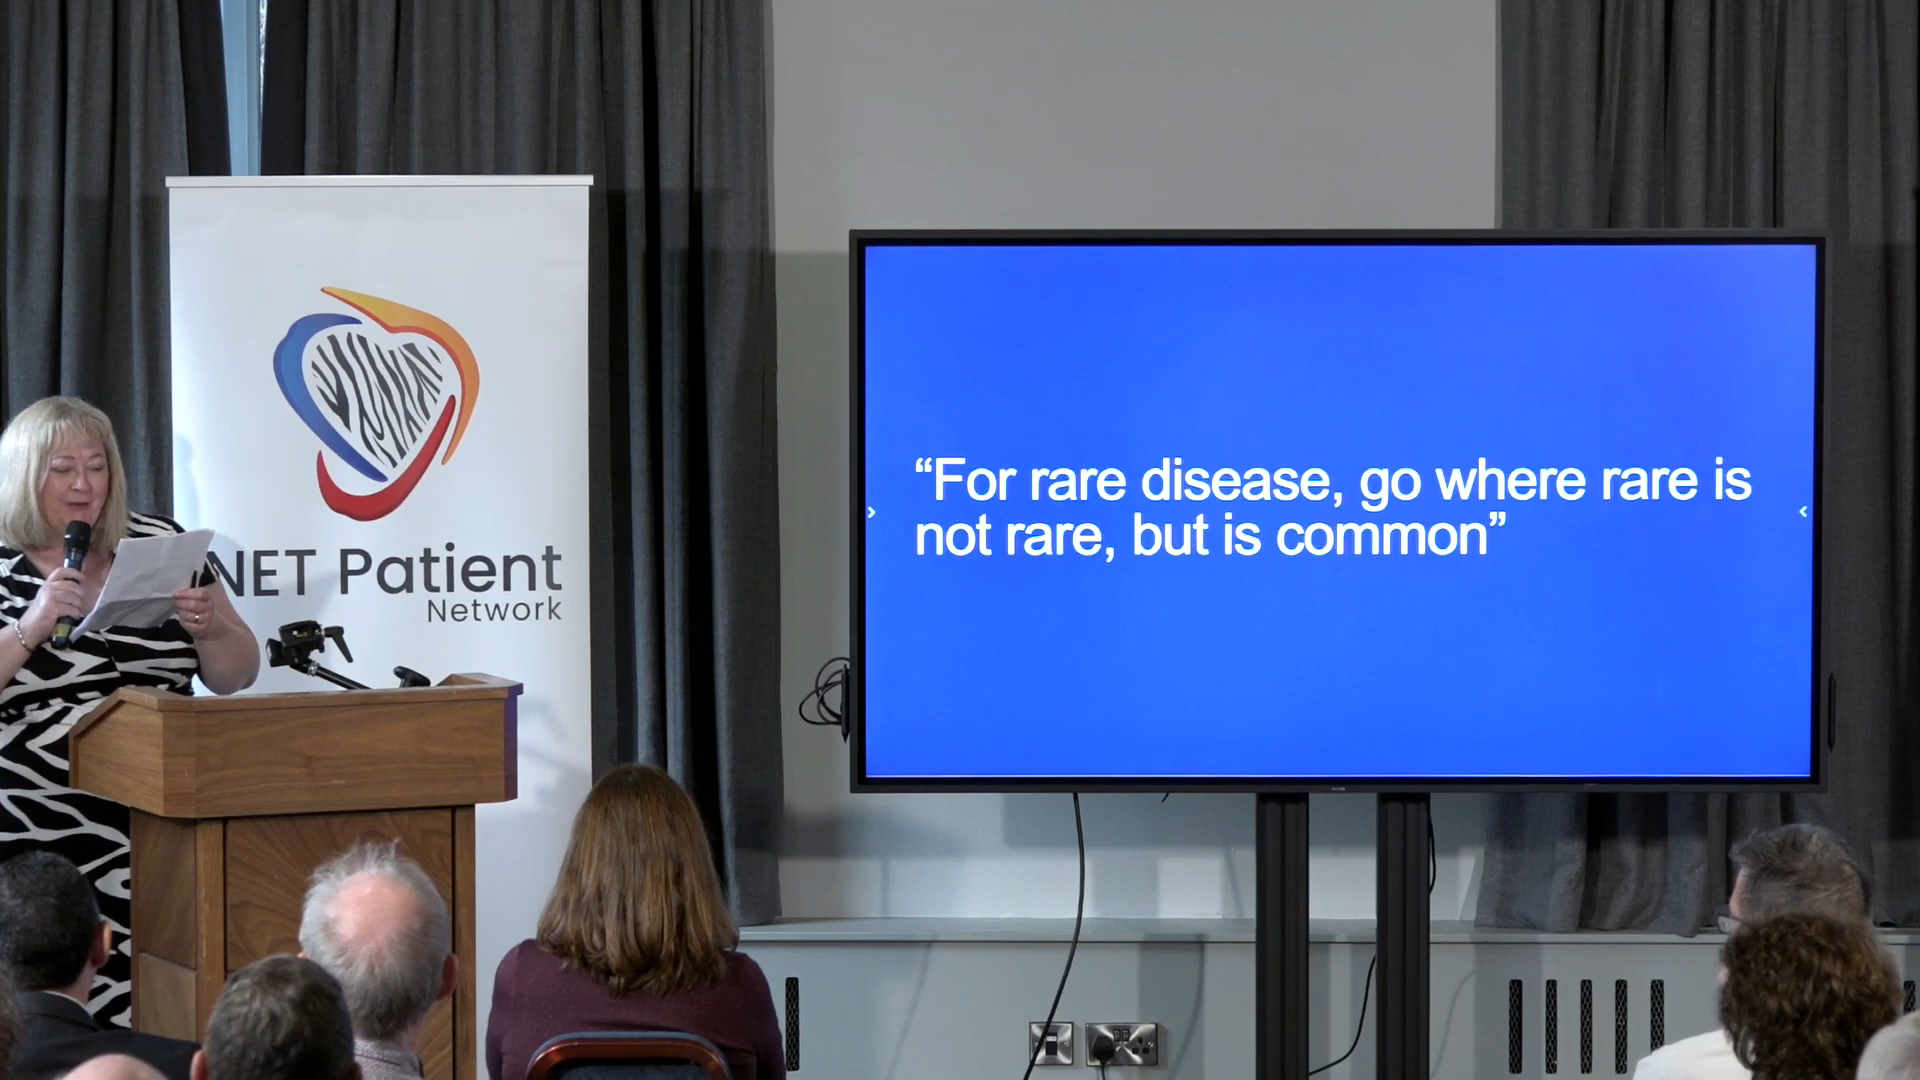 NET Patient
Network
“For rare disease, go where rare is
not rare, but is common”